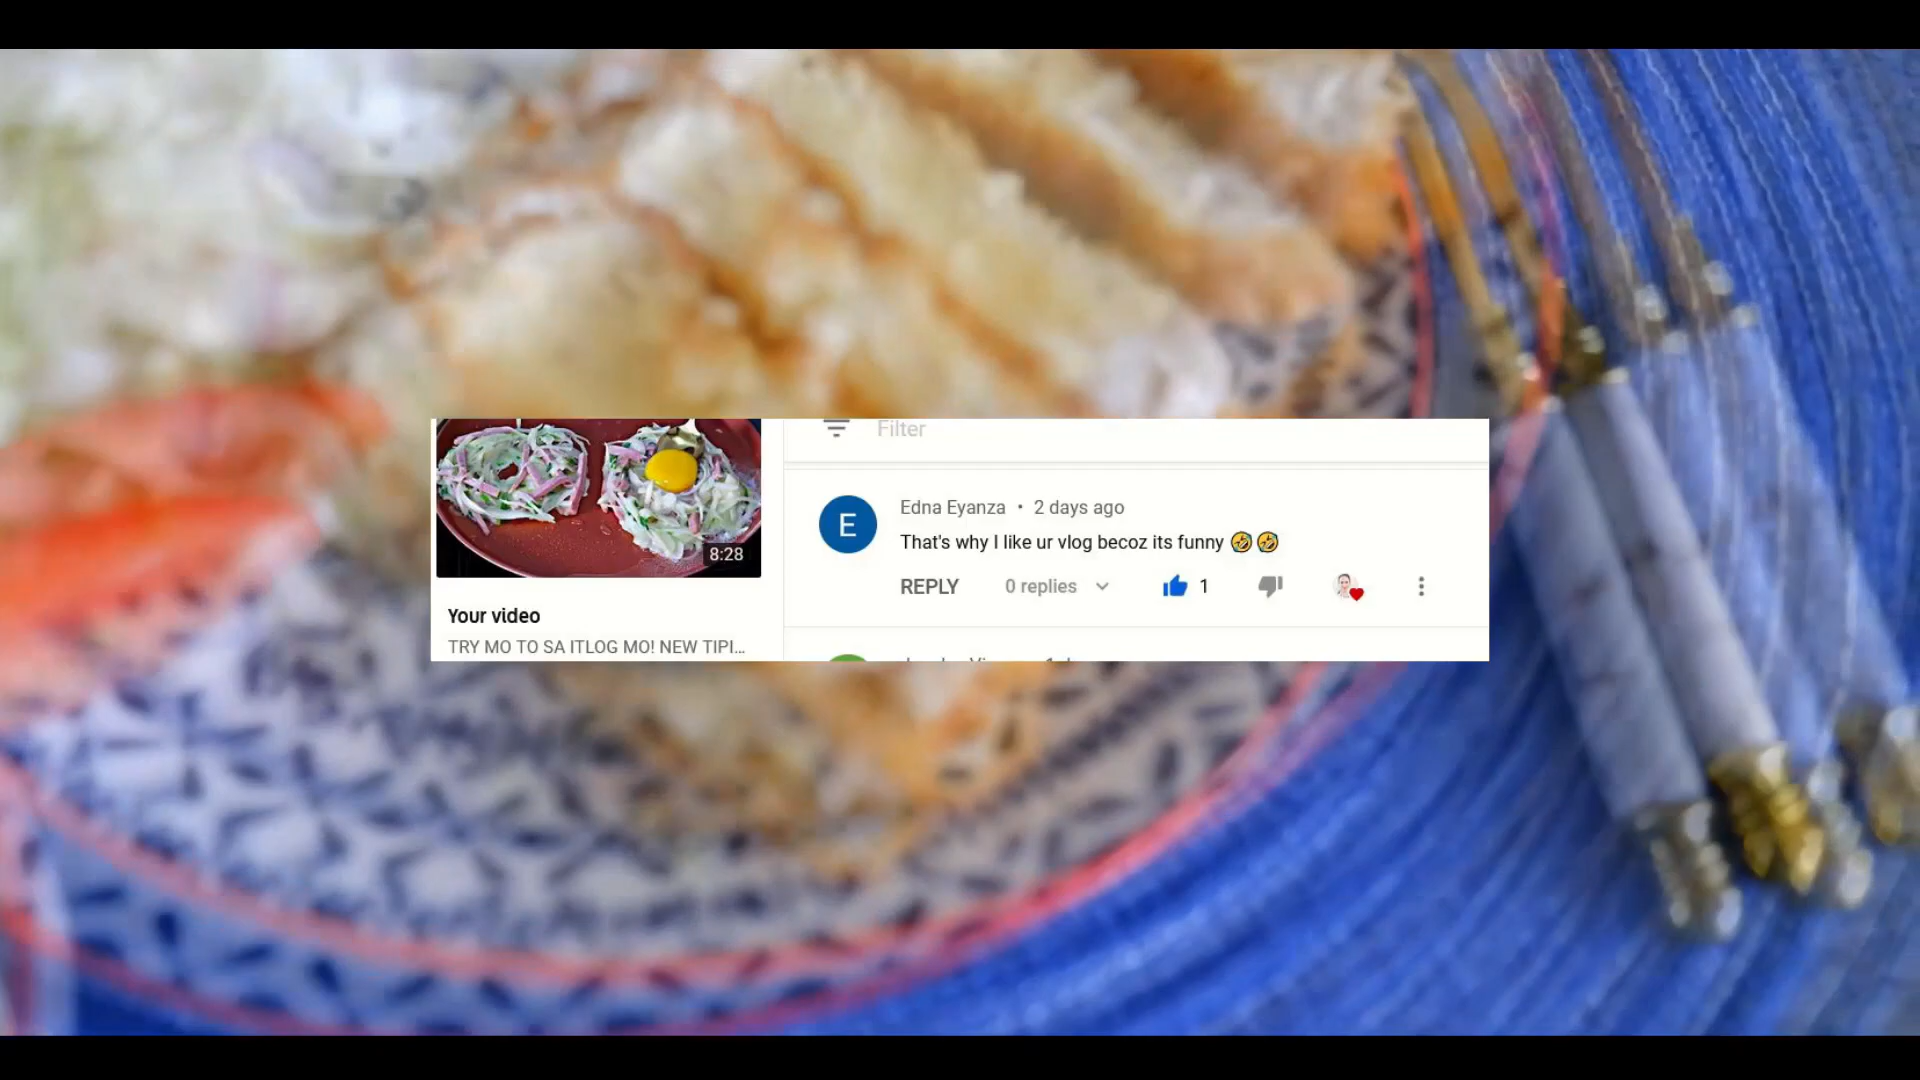 Filter
8:28
Edna Eyanza • 2 days ago
E
That's why I like ur vlog becoz its funny 🤣🤣
REPLY 0 replies 1
Your video
TRY MO TO SA ITLOG MO! NEW TIPI...